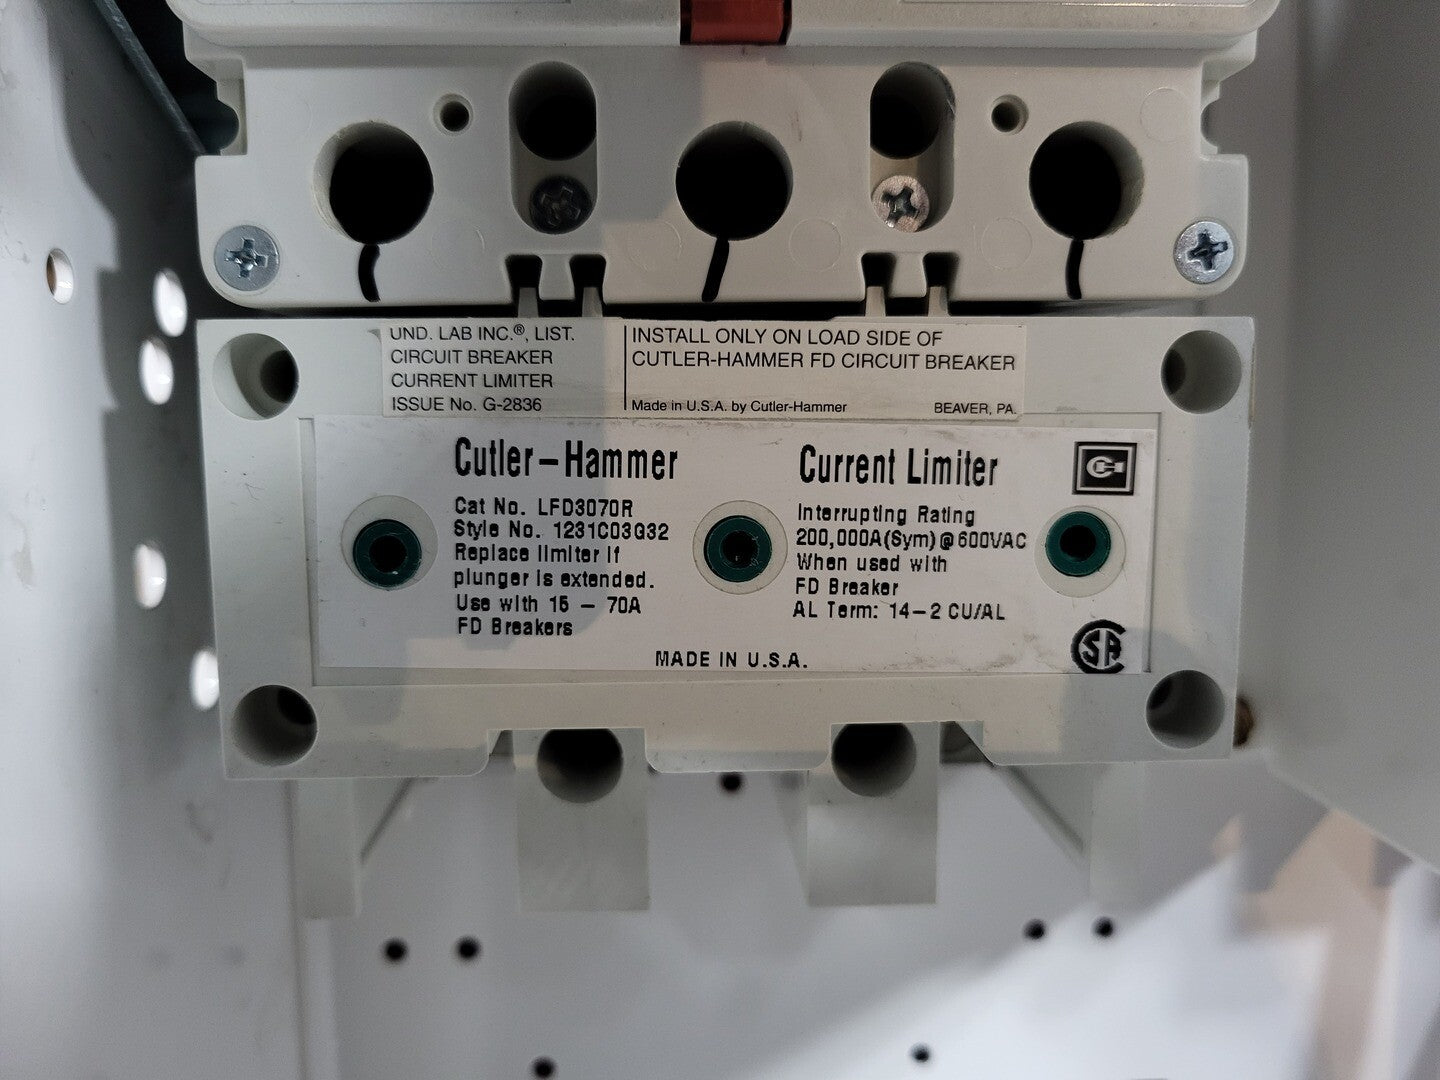 UND. LAB INC.®, LIST.
CIRCUIT BREAKER
CURRENT LIMITER
ISSUE No. G-2836
INSTALL ONLY ON LOAD SIDE OF
CUTLER-HAMMER FD CIRCUIT BREAKER
Made in U.S.A. by Cutler-Hammer BEAVER, PA.
Cutler-Hammer
Cat No. LFD3070R
Style No. 1231C03G32
Replace limiter if
plunger is extended.
Use with 15 - 70A
FD Breakers
Current Limiter
Interrupting Rating
200,000A(Sym)@600VAC
When used with
FD Breaker
AL Term: 14-2 CU/AL
MADE IN U.S.A.
CH
SA